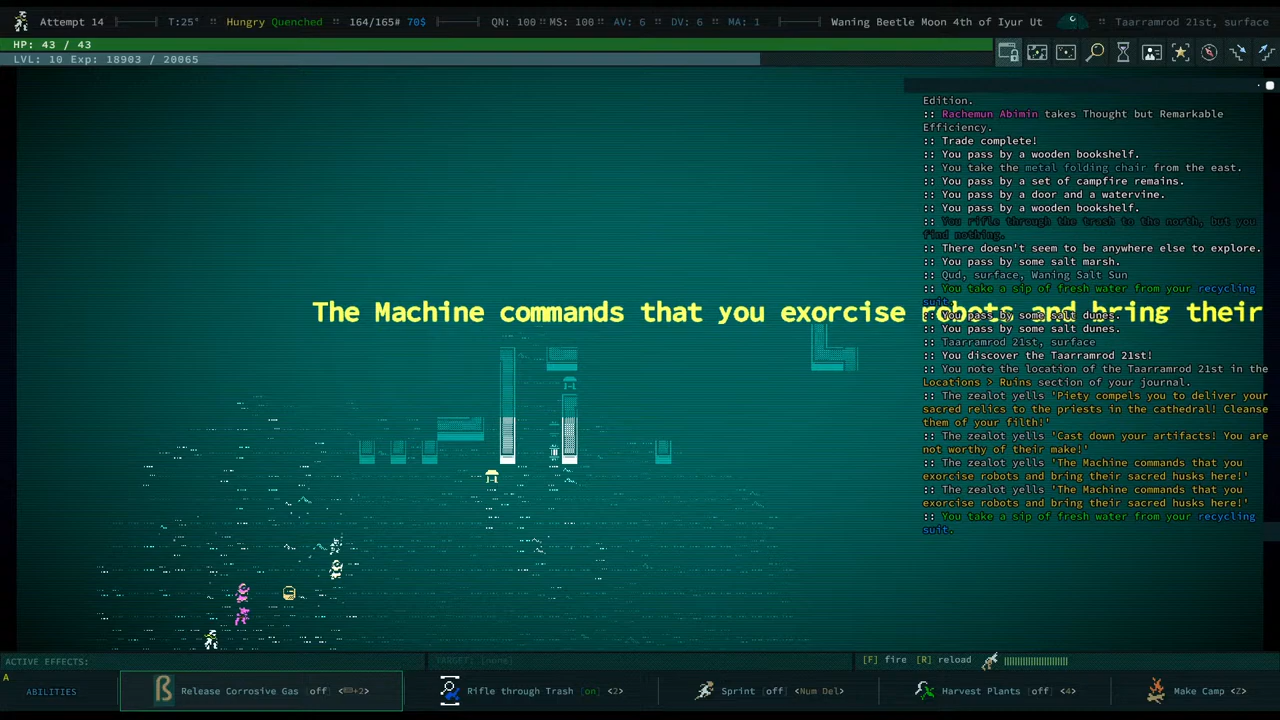 Attempt 14 T:25° Hungry Quenched 164/165# 70$ QN: 100 MS: 100 AV: 6 DV: 6 MA: 1 Waning Beetle Moon 4th of Iyur Ut Taarramrod 21st, surface
HP: 43 / 43
LVL: 10 Exp: 18903 / 20065
Edition.
:: Rachemun Abimin takes Thought but Remarkable
Efficiency.
:: Trade complete!
:: You pass by a wooden bookshelf.
:: You take the metal folding chair from the east.
:: You pass by a set of campfire remains.
:: You pass by a door and a watervine.
:: You pass by a wooden bookshelf.
:: You rifle through the trash to the north, but you
find nothing.
:: There doesn't seem to be anywhere else to explore.
:: You pass by some salt marsh.
:: Qud, surface, Waning Salt Sun
:: You take a sip of fresh water from your recycling
suit.
The Machine commands that you exorcise robots and bring their
:: You pass by some salt dunes.
:: You pass by some salt dunes.
:: Taarramrod 21st, surface
:: You discover the Taarramrod 21st!
:: You note the location of the Taarramrod 21st in the
Locations > Ruins section of your journal.
:: The zealot yells 'Piety compels you to deliver your
sacred relics to the priests in the cathedral! Cleanse
them of your filth!'
:: The zealot yells 'Cast down your artifacts! You are
not worthy of their make!'
:: The zealot yells 'The Machine commands that you
exorcise robots and bring their sacred husks here!'
:: The zealot yells 'The Machine commands that you
exorcise robots and bring their sacred husks here!'
:: You take a sip of fresh water from your recycling
suit.
ACTIVE EFFECTS: TARGET: [none] [F] fire [R] reload
A
ABILITIES Release Corrosive Gas [off] Rifle through Trash [on] <2> Sprint [off] <Num Del> Harvest Plants [off] <4> Make Camp <Z>